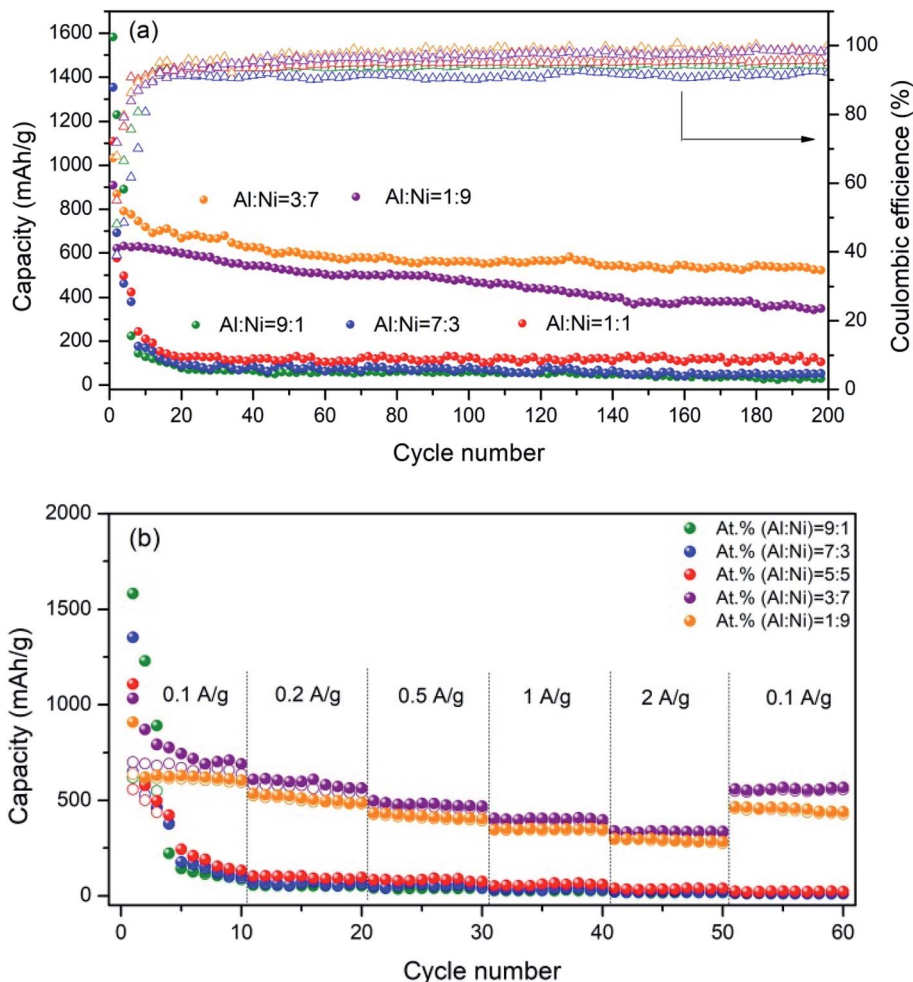 (a)
1600
1400
1200
1000
800
600
400
200
0
Capacity (mAh/g)
100
80
60
40
20
0
Coulombic efficience (%)
Al:Ni=3:7 Al:Ni=1:9
Al:Ni=9:1 Al:Ni=7:3 Al:Ni=1:1
0 20 40 60 80 100 120 140 160 180 200
Cycle number
(b)
2000
1500
1000
500
0
Capacity (mAh/g)
At.% (Al:Ni)=9:1
At.% (Al:Ni)=7:3
At.% (Al:Ni)=5:5
At.% (Al:Ni)=3:7
At.% (Al:Ni)=1:9
0.1 A/g 0.2 A/g 0.5 A/g 1 A/g 2 A/g 0.1 A/g
0 10 20 30 40 50 60
Cycle number